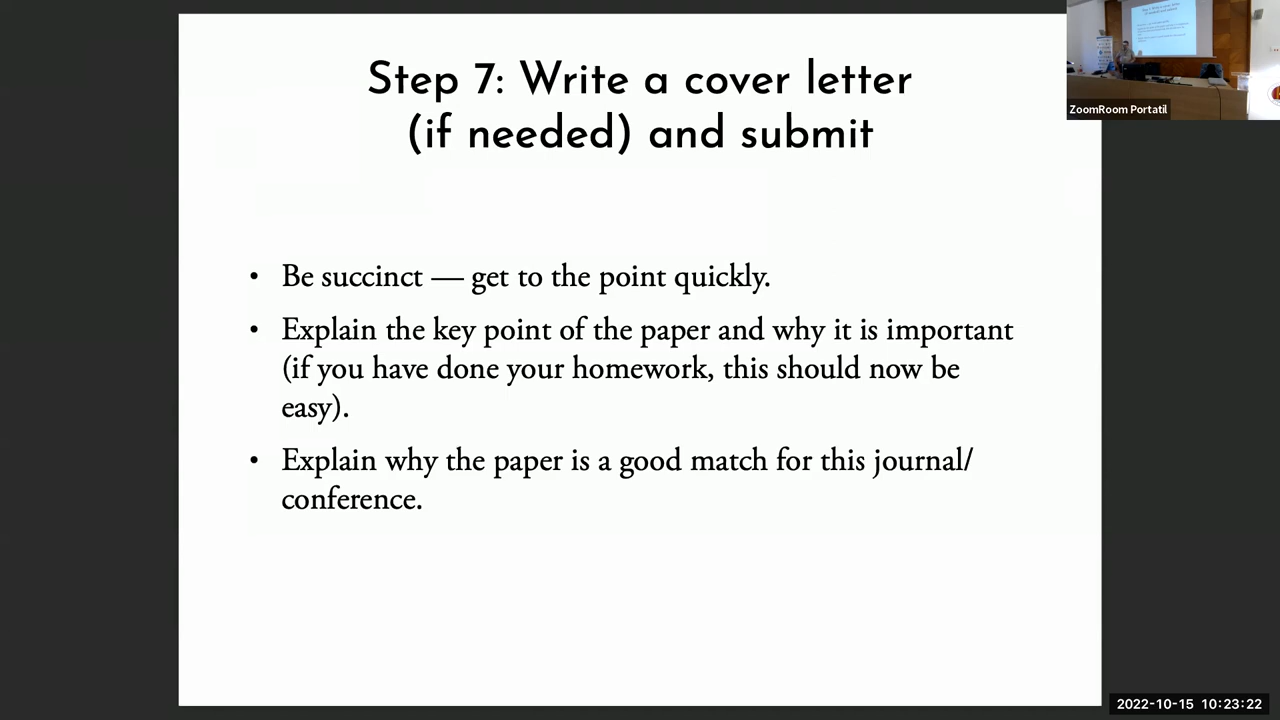 Step 7: Write a cover letter
(if needed) and submit
• Be succinct — get to the point quickly.
• Explain the key point of the paper and why it is important
(if you have done your homework, this should now be
easy).
• Explain why the paper is a good match for this journal/
conference.
ZoomRoom Portatil
2022-10-15 10:23:22